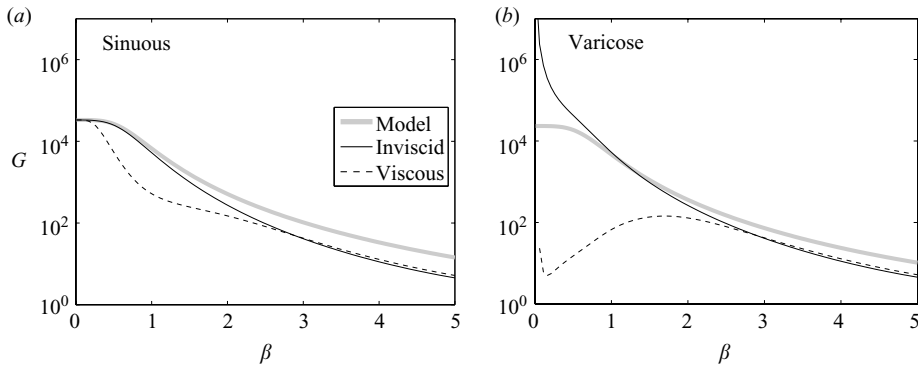 (a)
Sinuous
10^6
10^4
10^2
10^0
G
0 1 2 3 4 5
β
Model
Inviscid
Viscous
(b)
Varicose
10^6
10^4
10^2
10^0
0 1 2 3 4 5
β